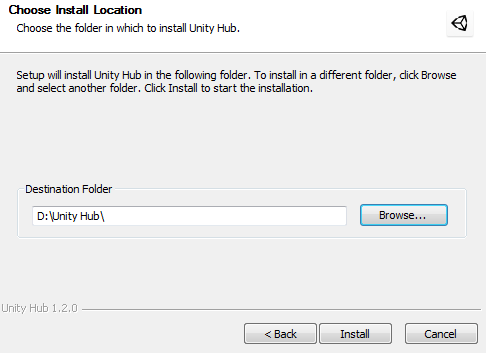 Choose Install Location
Choose the folder in which to install Unity Hub.
Setup will install Unity Hub in the following folder. To install in a different folder, click Browse
and select another folder. Click Install to start the installation.
Destination Folder
D:\Unity Hub\
Browse...
Unity Hub 1.2.0
< Back
Install
Cancel